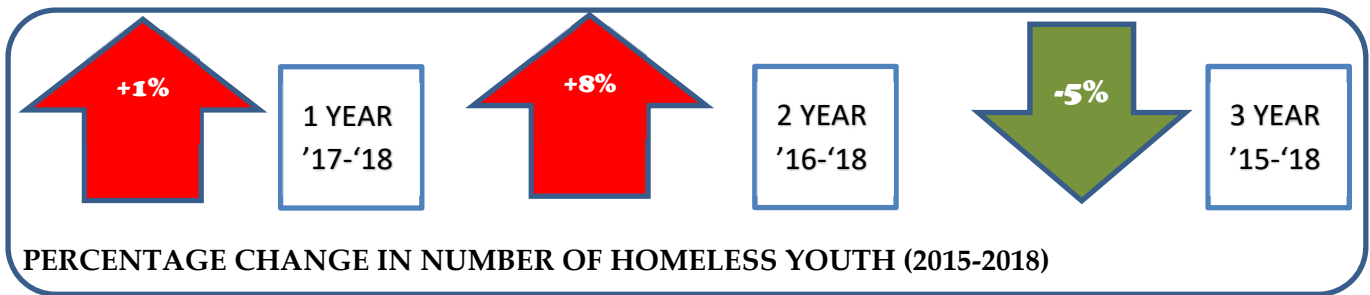 +1%
1 YEAR
’17-‘18
+8%
2 YEAR
’16-‘18
-5%
3 YEAR
’15-‘18
PERCENTAGE CHANGE IN NUMBER OF HOMELESS YOUTH (2015-2018)